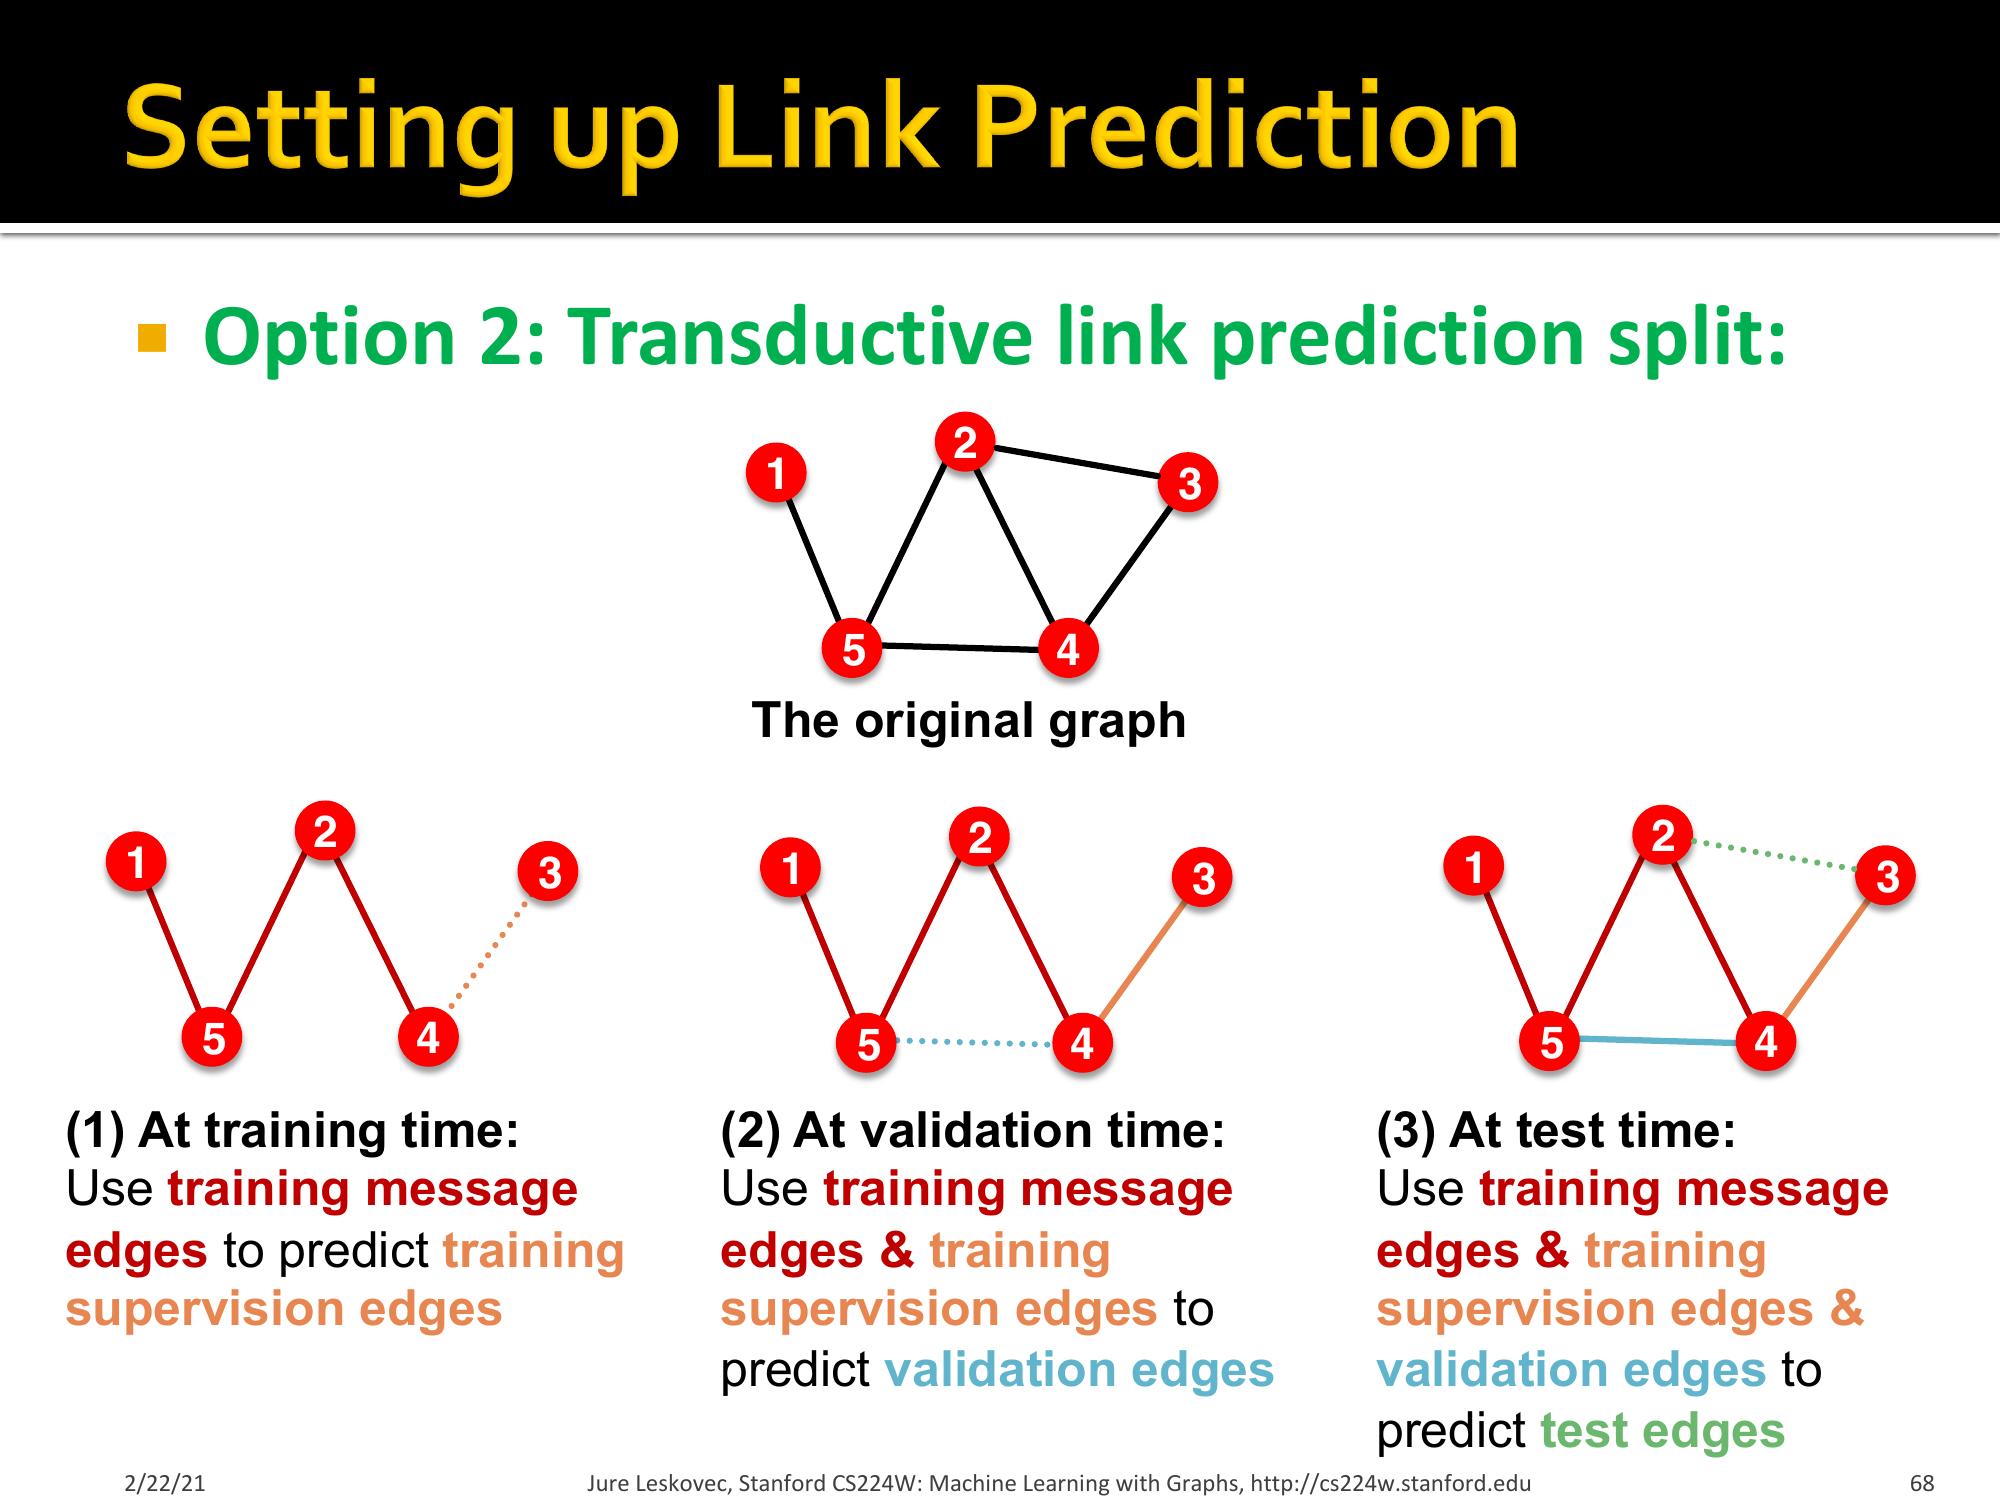 Setting up Link Prediction
Option 2: Transductive link prediction split:
1
2
3
5
4
The original graph
1
2
3
5
4
(1) At training time:
Use training message
edges to predict training
supervision edges
1
2
3
5
4
(2) At validation time:
Use training message
edges & training
supervision edges to
predict validation edges
1
2
3
5
4
(3) At test time:
Use training message
edges & training
supervision edges &
validation edges to
predict test edges
2/22/21
Jure Leskovec, Stanford CS224W: Machine Learning with Graphs, http://cs224w.stanford.edu
68